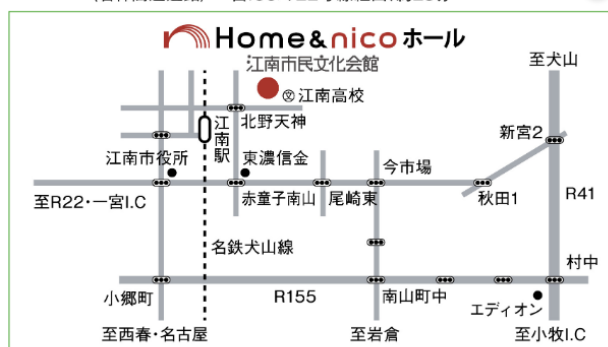 Home&nico ホール
江南市民文化会館
至犬山
㊫江南高校
北野天神
江南駅
新宮2
江南市役所
東濃信金
今市場
至R22・一宮I.C
赤童子南山
尾崎東
秋田1
R41
名鉄犬山線
村中
小郷町
R155
南山町中
エディオン
至西春・名古屋
至岩倉
至小牧I.C